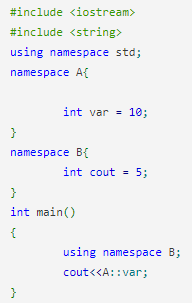 #include <iostream>
#include <string>
using namespace std;
namespace A{
int var = 10;
}
namespace B{
int cout = 5;
}
int main()
{
using namespace B;
cout<<A::var;
}